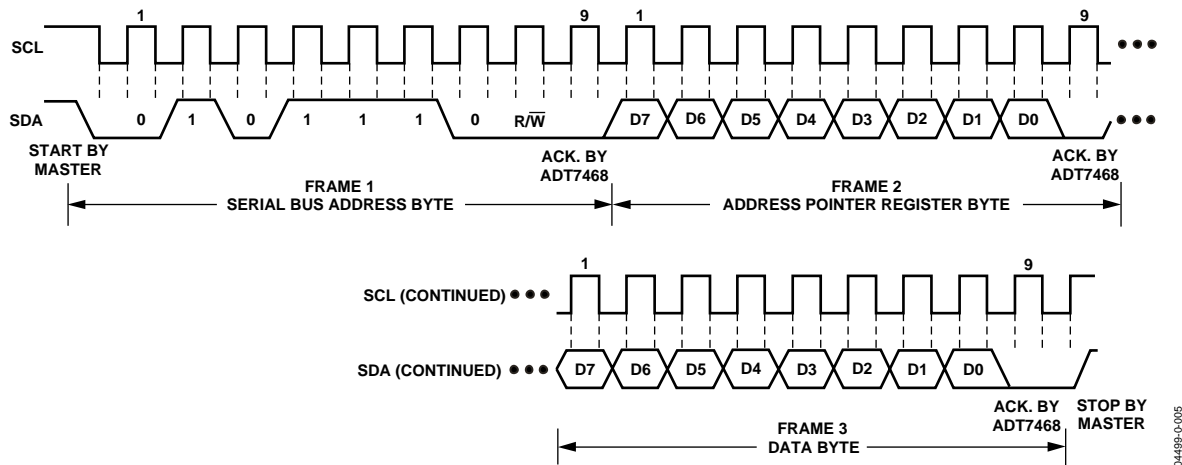 1 9 1 9
SCL
SDA 0 1 0 1 1 1 0 R/W̅ D7 D6 D5 D4 D3 D2 D1 D0
START BY
MASTER
ACK. BY
ADT7468
ACK. BY
ADT7468
FRAME 1
SERIAL BUS ADDRESS BYTE
FRAME 2
ADDRESS POINTER REGISTER BYTE
1 9
SCL (CONTINUED)
SDA (CONTINUED) D7 D6 D5 D4 D3 D2 D1 D0
ACK. BY
ADT7468
STOP BY
MASTER
FRAME 3
DATA BYTE
04499-0-005